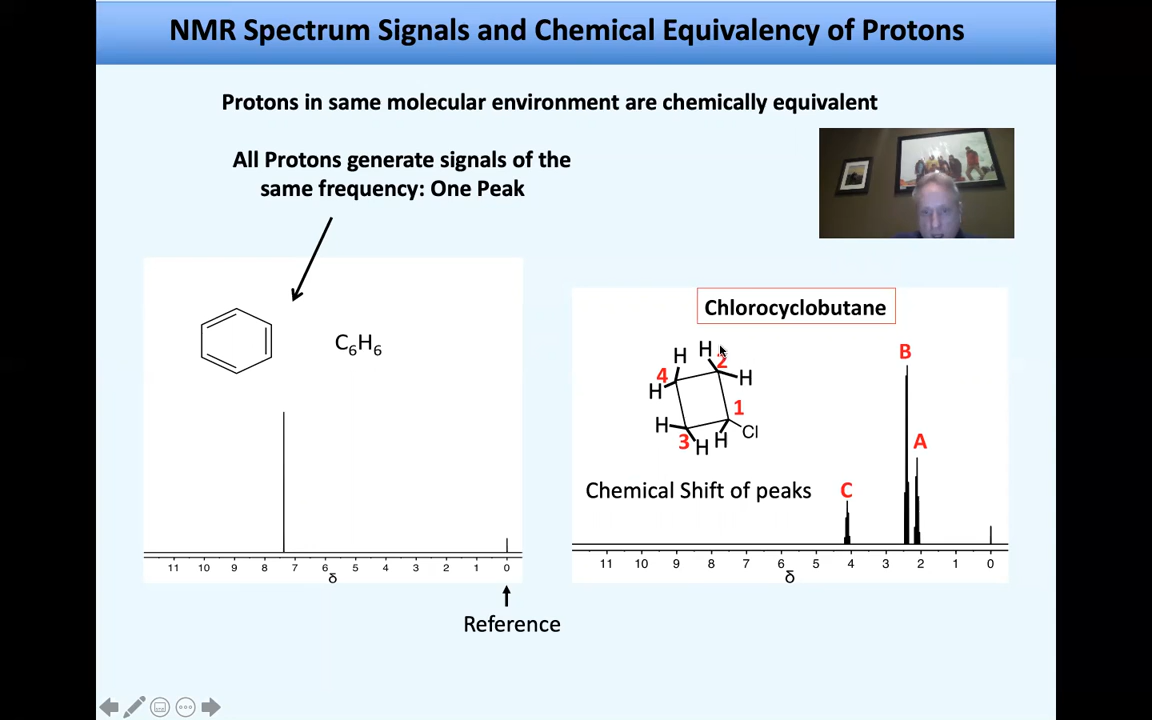 NMR Spectrum Signals and Chemical Equivalency of Protons
Protons in same molecular environment are chemically equivalent
All Protons generate signals of the
same frequency: One Peak
C₆H₆
11 10 9 8 7 6 5 4 3 2 1 0
δ
Reference
Chlorocyclobutane
H H 2
4 H
H
1
H Cl
3 H H
Chemical Shift of peaks
B
A
C
11 10 9 8 7 6 5 4 3 2 1 0
δ